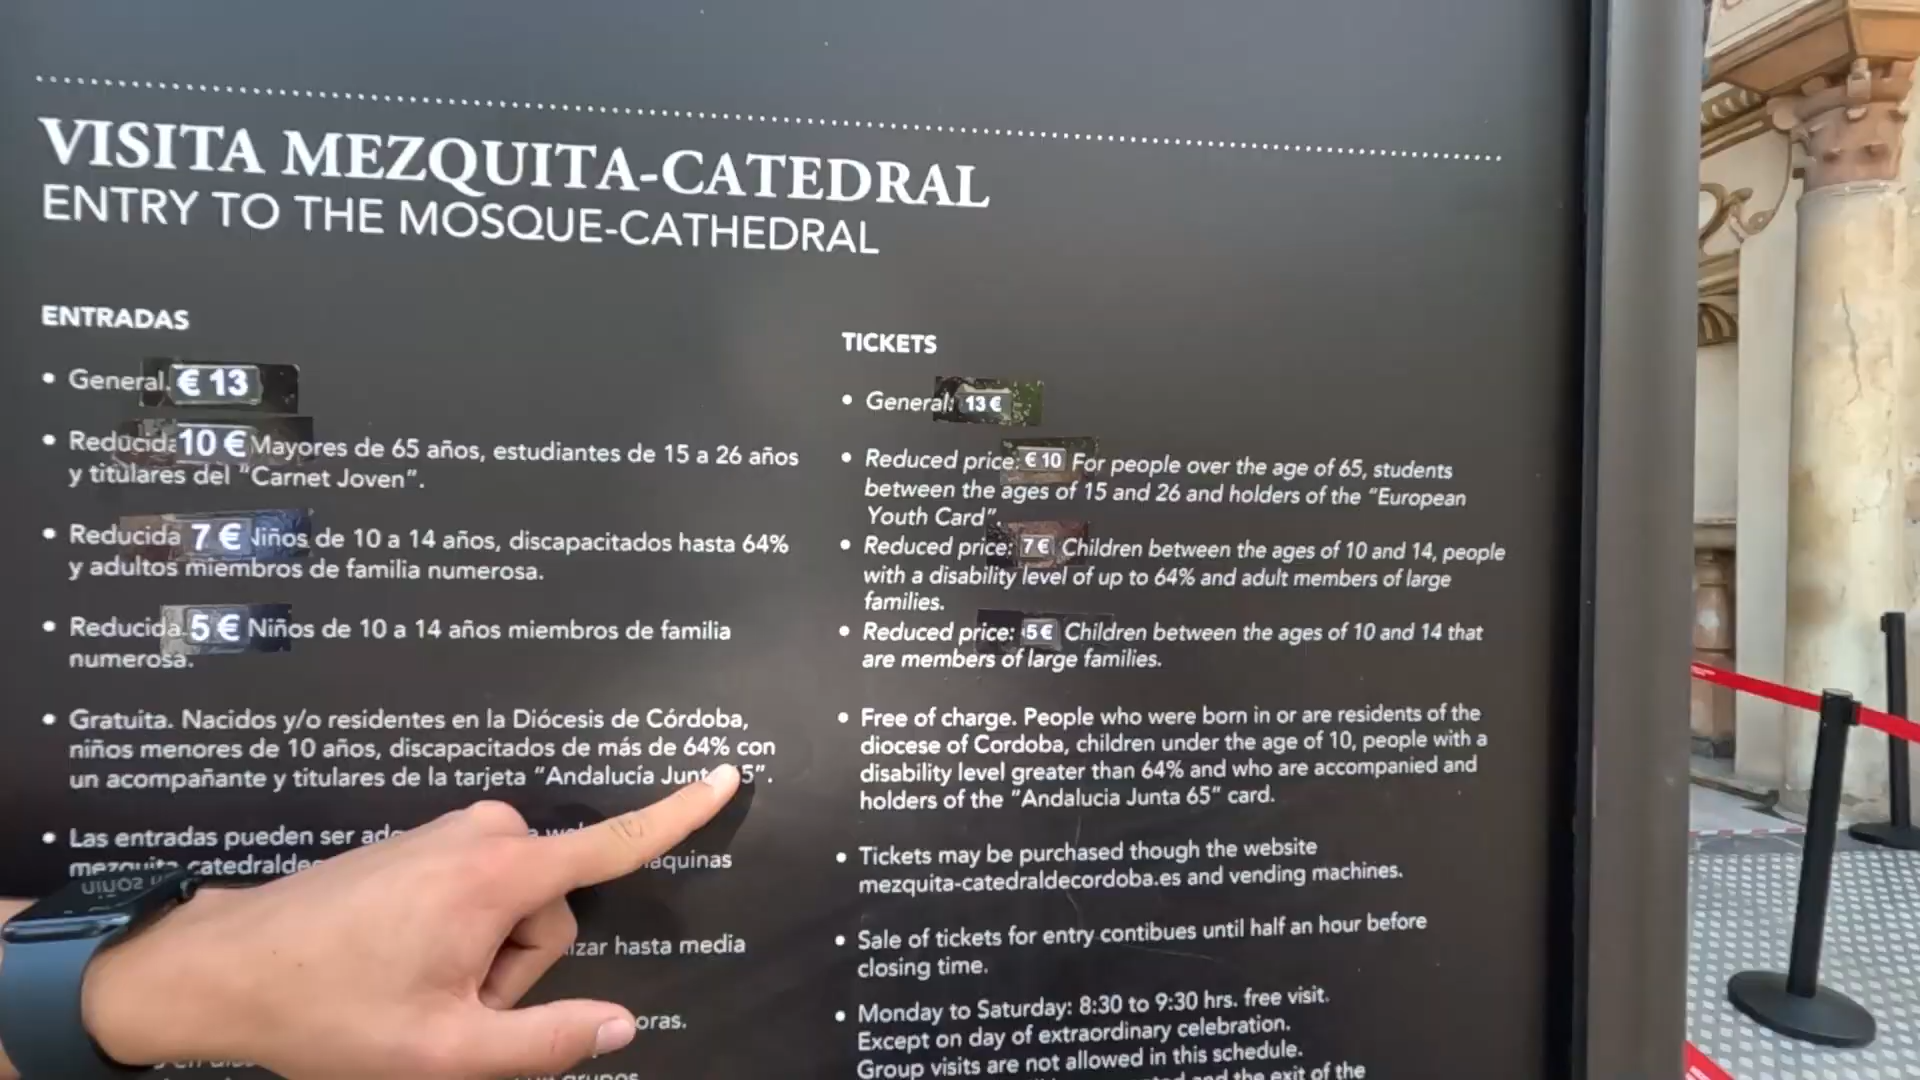 VISITA MEZQUITA-CATEDRAL
ENTRY TO THE MOSQUE-CATHEDRAL
ENTRADAS
• General. € 13
• Reducida 10 € Mayores de 65 años, estudiantes de 15 a 26 años
y titulares del "Carnet Joven".
• Reducida 7 € Niños de 10 a 14 años, discapacitados hasta 64%
y adultos miembros de familia numerosa.
• Reducida 5 € Niños de 10 a 14 años miembros de familia
numerosa.
• Gratuita. Nacidos y/o residentes en la Diócesis de Córdoba,
niños menores de 10 años, discapacitados de más de 64% con
un acompañante y titulares de la tarjeta "Andalucía 5".
• Las entradas pueden ser
mezquita-catedral
hasta media
TICKETS
• General: 13 €
• Reduced price: € 10 For people over the age of 65, students
between the ages of 15 and 26 and holders of the "European
Youth Card".
• Reduced price: 7 € Children between the ages of 10 and 14, people
with a disability level of up to 64% and adult members of large
families.
• Reduced price: 5 € Children between the ages of 10 and 14 that
are members of large families.
• Free of charge. People who were born in or are residents of the
diocese of Cordoba, children under the age of 10, people with a
disability level greater than 64% and who are accompanied and
holders of the "Andalucia Junta 65" card.
• Tickets may be purchased though the website
mezquita-catedraldecordoba.es and vending machines.
• Sale of tickets for entry contibues until half an hour before
closing time.
• Monday to Saturday: 8:30 to 9:30 hrs. free visit.
Except on day of extraordinary celebration.
Group visits are not allowed in this schedule.
and the exit of the